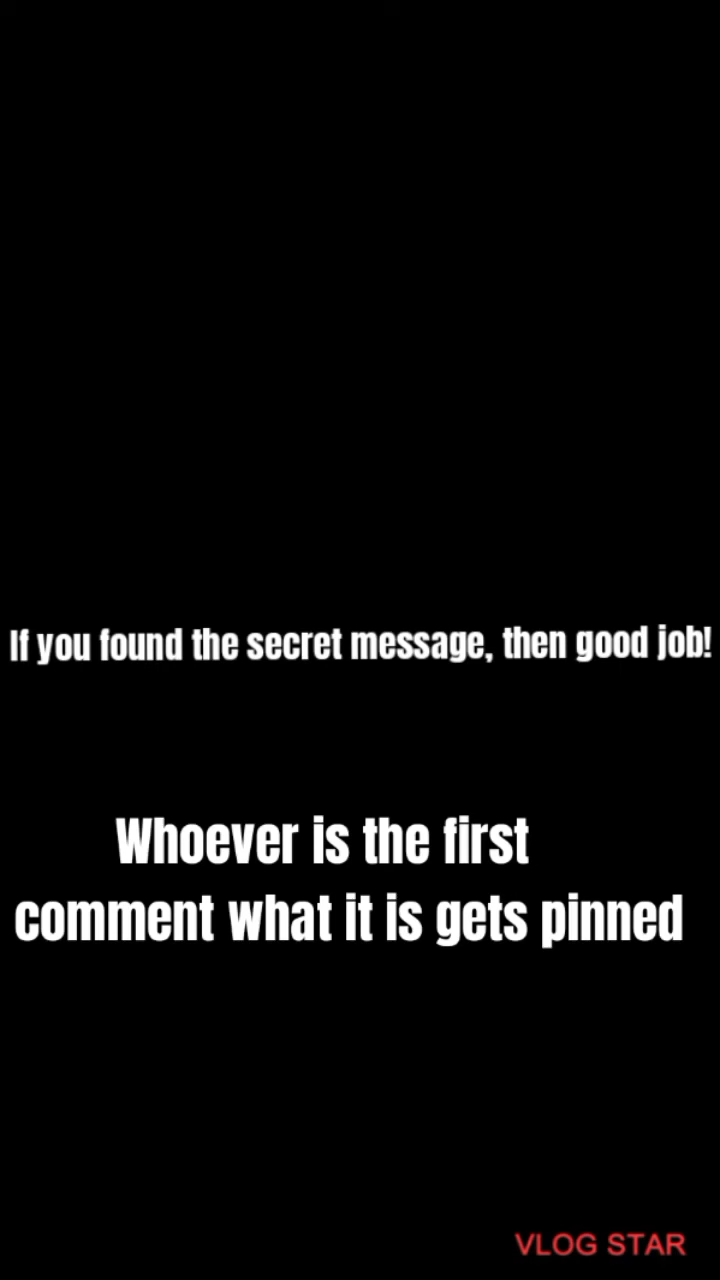 If you found the secret message, then good job!
Whoever is the first
comment what it is gets pinned
VLOG STAR